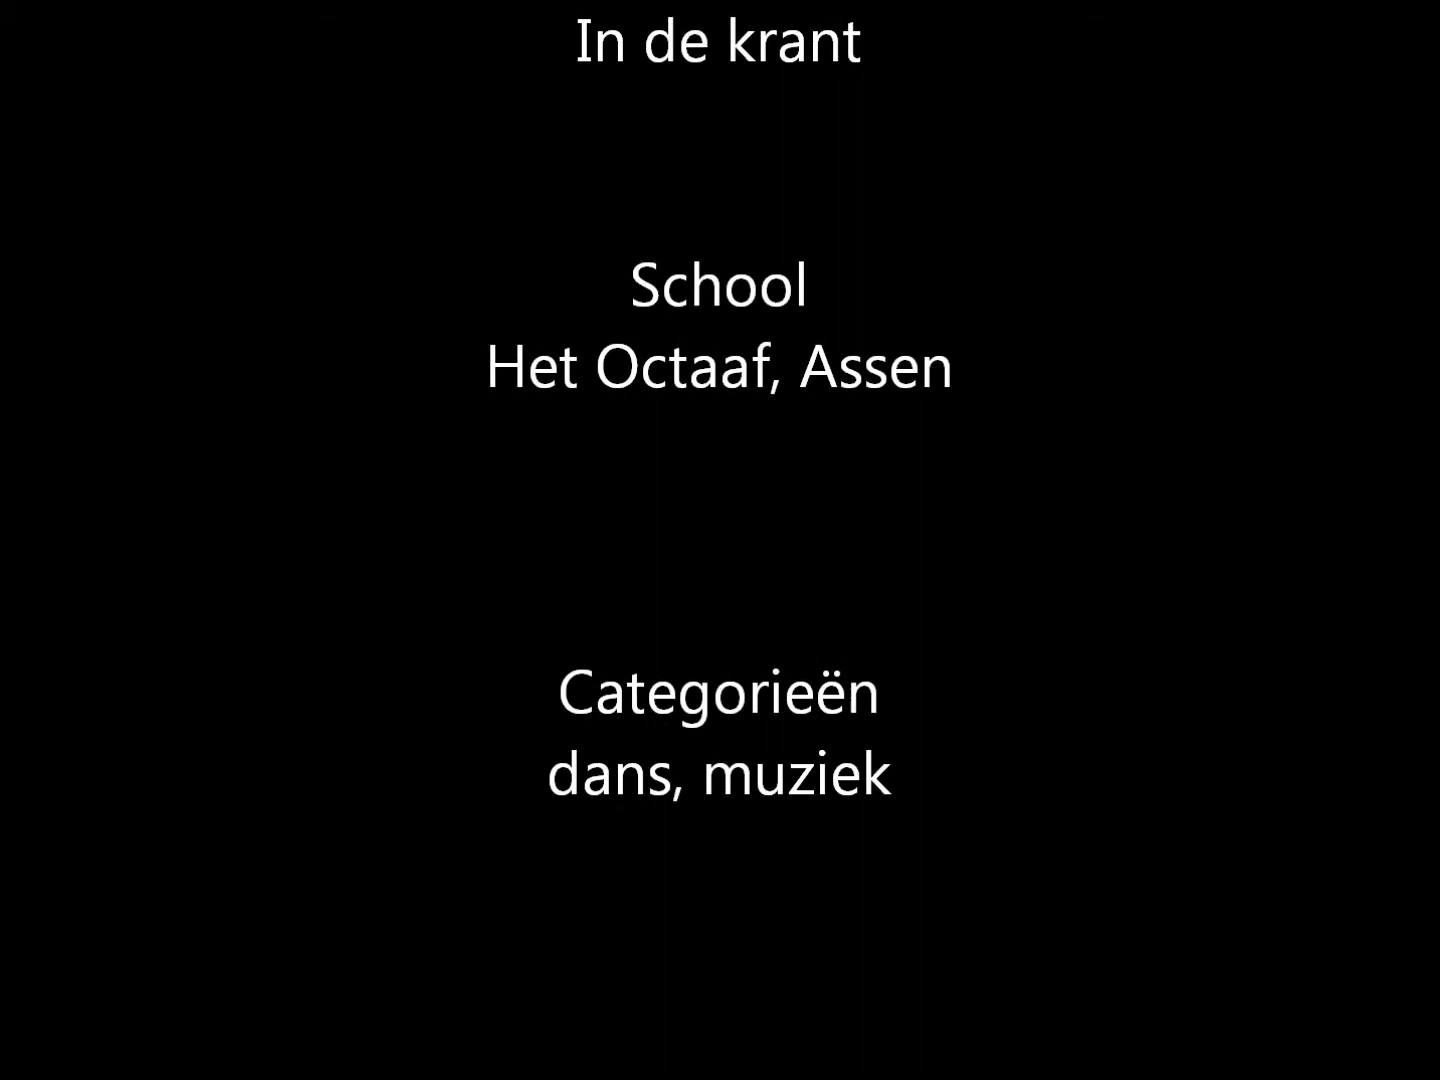 In de krant
School
Het Octaaf, Assen
Categorieën
dans, muziek